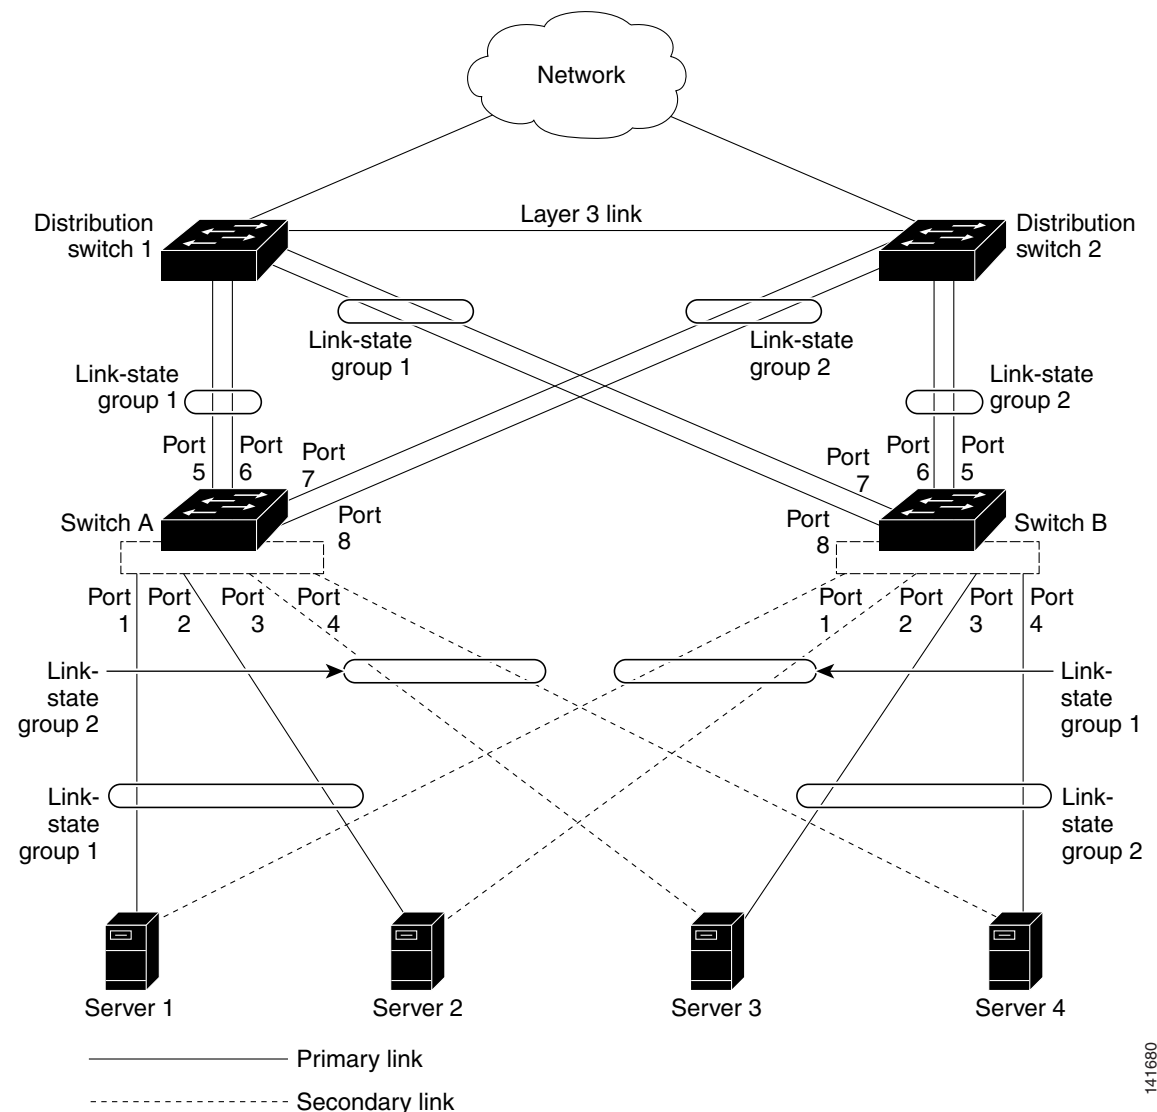 Network
Layer 3 link
Distribution
switch 1
Distribution
switch 2
Link-state
group 1
Link-state
group 2
Link-state
group 1
Link-state
group 2
Port
5
Port
6
Port
7
Port
8
Port
7
Port
6
Port
5
Port
8
Switch A
Switch B
Port
1
Port
2
Port
3
Port
4
Port
1
Port
2
Port
3
Port
4
Link-
state
group 2
Link-
state
group 1
Link-
state
group 1
Link-
state
group 2
Server 1
Server 2
Server 3
Server 4
Primary link
Secondary link
141680